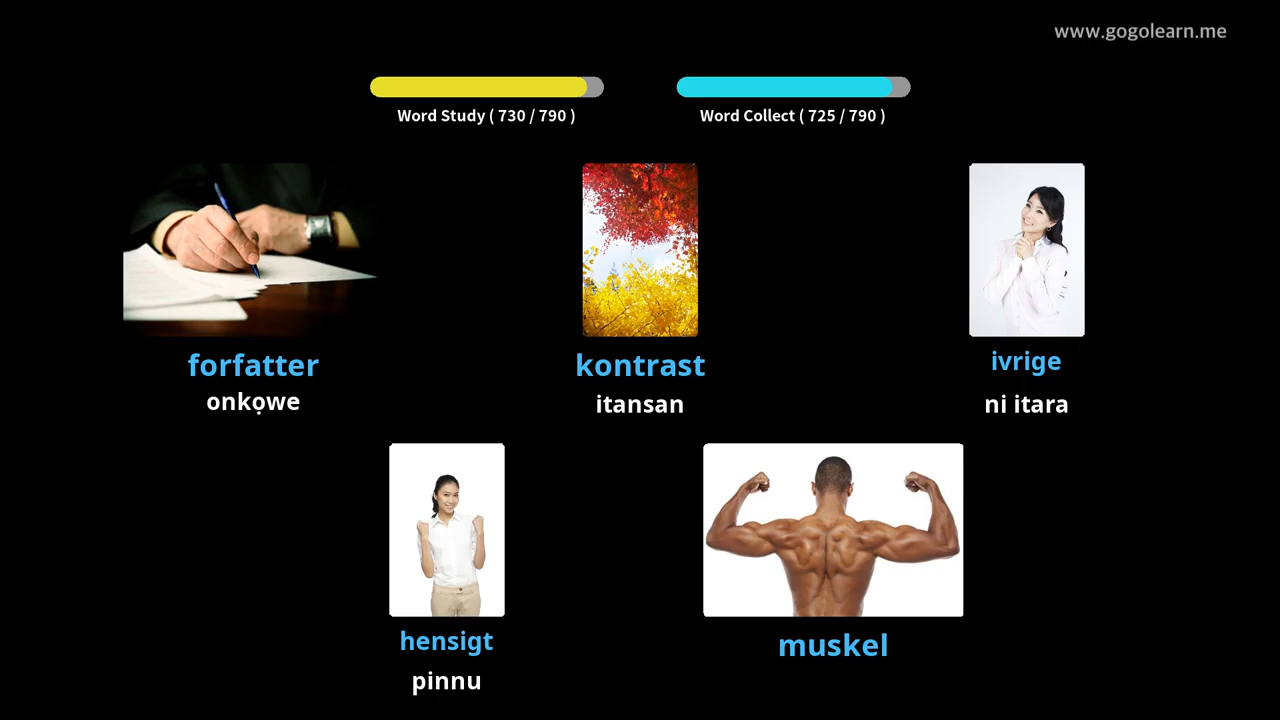 www.gogolearn.me
Word Study ( 730 / 790 )
Word Collect ( 725 / 790 )
forfatter
onkọwe
kontrast
itansan
ivrige
ni itara
hensigt
pinnu
muskel